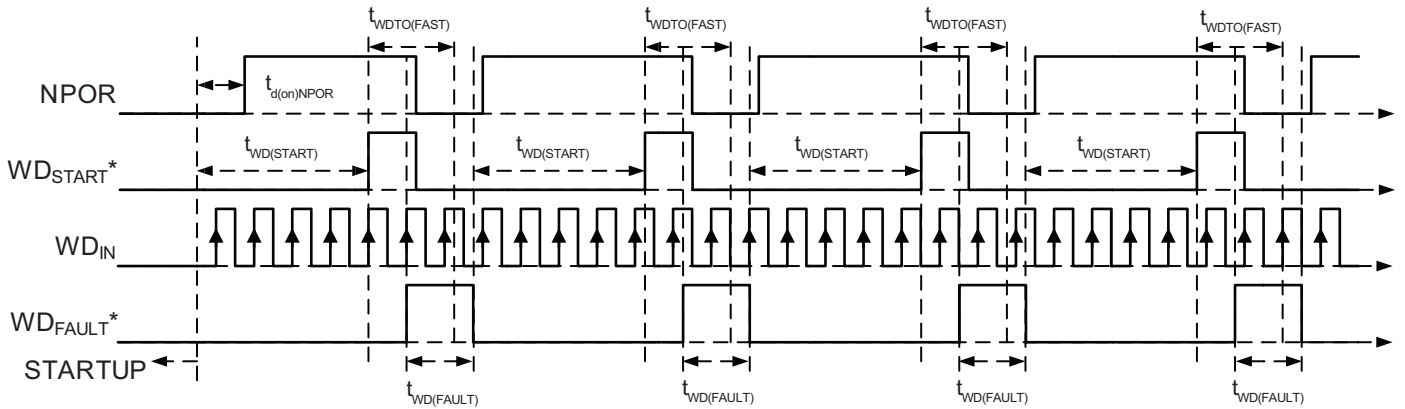 tWDTO(FAST) tWDTO(FAST) tWDTO(FAST) tWDTO(FAST)
NPOR
td(on)NPOR
WDSTART*
tWD(START) tWD(START) tWD(START) tWD(START)
WDIN
WDFAULT*
STARTUP
tWD(FAULT) tWD(FAULT) tWD(FAULT) tWD(FAULT)